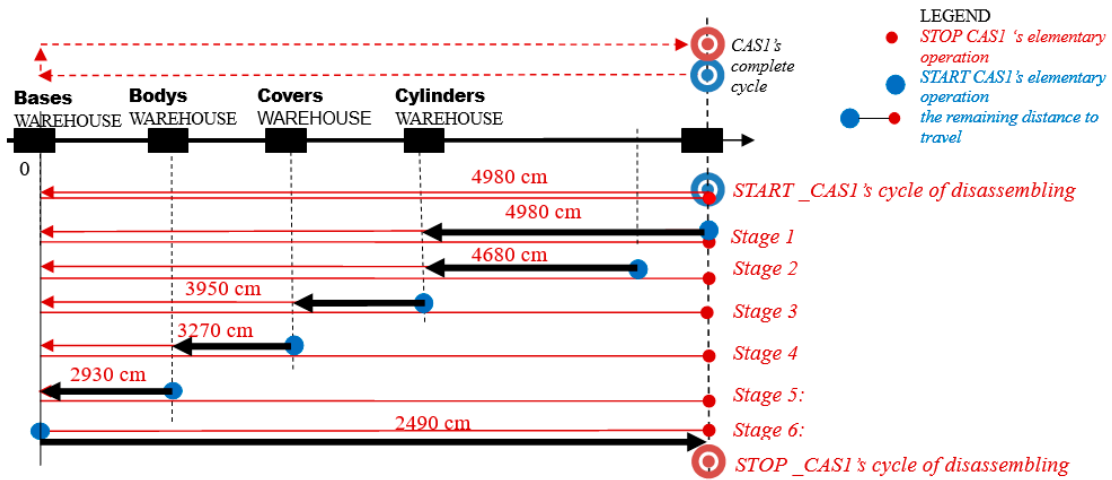 LEGEND
STOP CAS1 ‘s elementary
operation
START CAS1's elementary
operation
the remaining distance to
travel
CAS1's
complete
cycle
Bases
WAREHOUSE
Bodys
WAREHOUSE
Covers
WAREHOUSE
Cylinders
WAREHOUSE
0
4980 cm
START _CAS1's cycle of disassembling
4980 cm
Stage 1
4680 cm
Stage 2
3950 cm
Stage 3
3270 cm
Stage 4
2930 cm
Stage 5:
2490 cm
Stage 6:
STOP _CAS1's cycle of disassembling